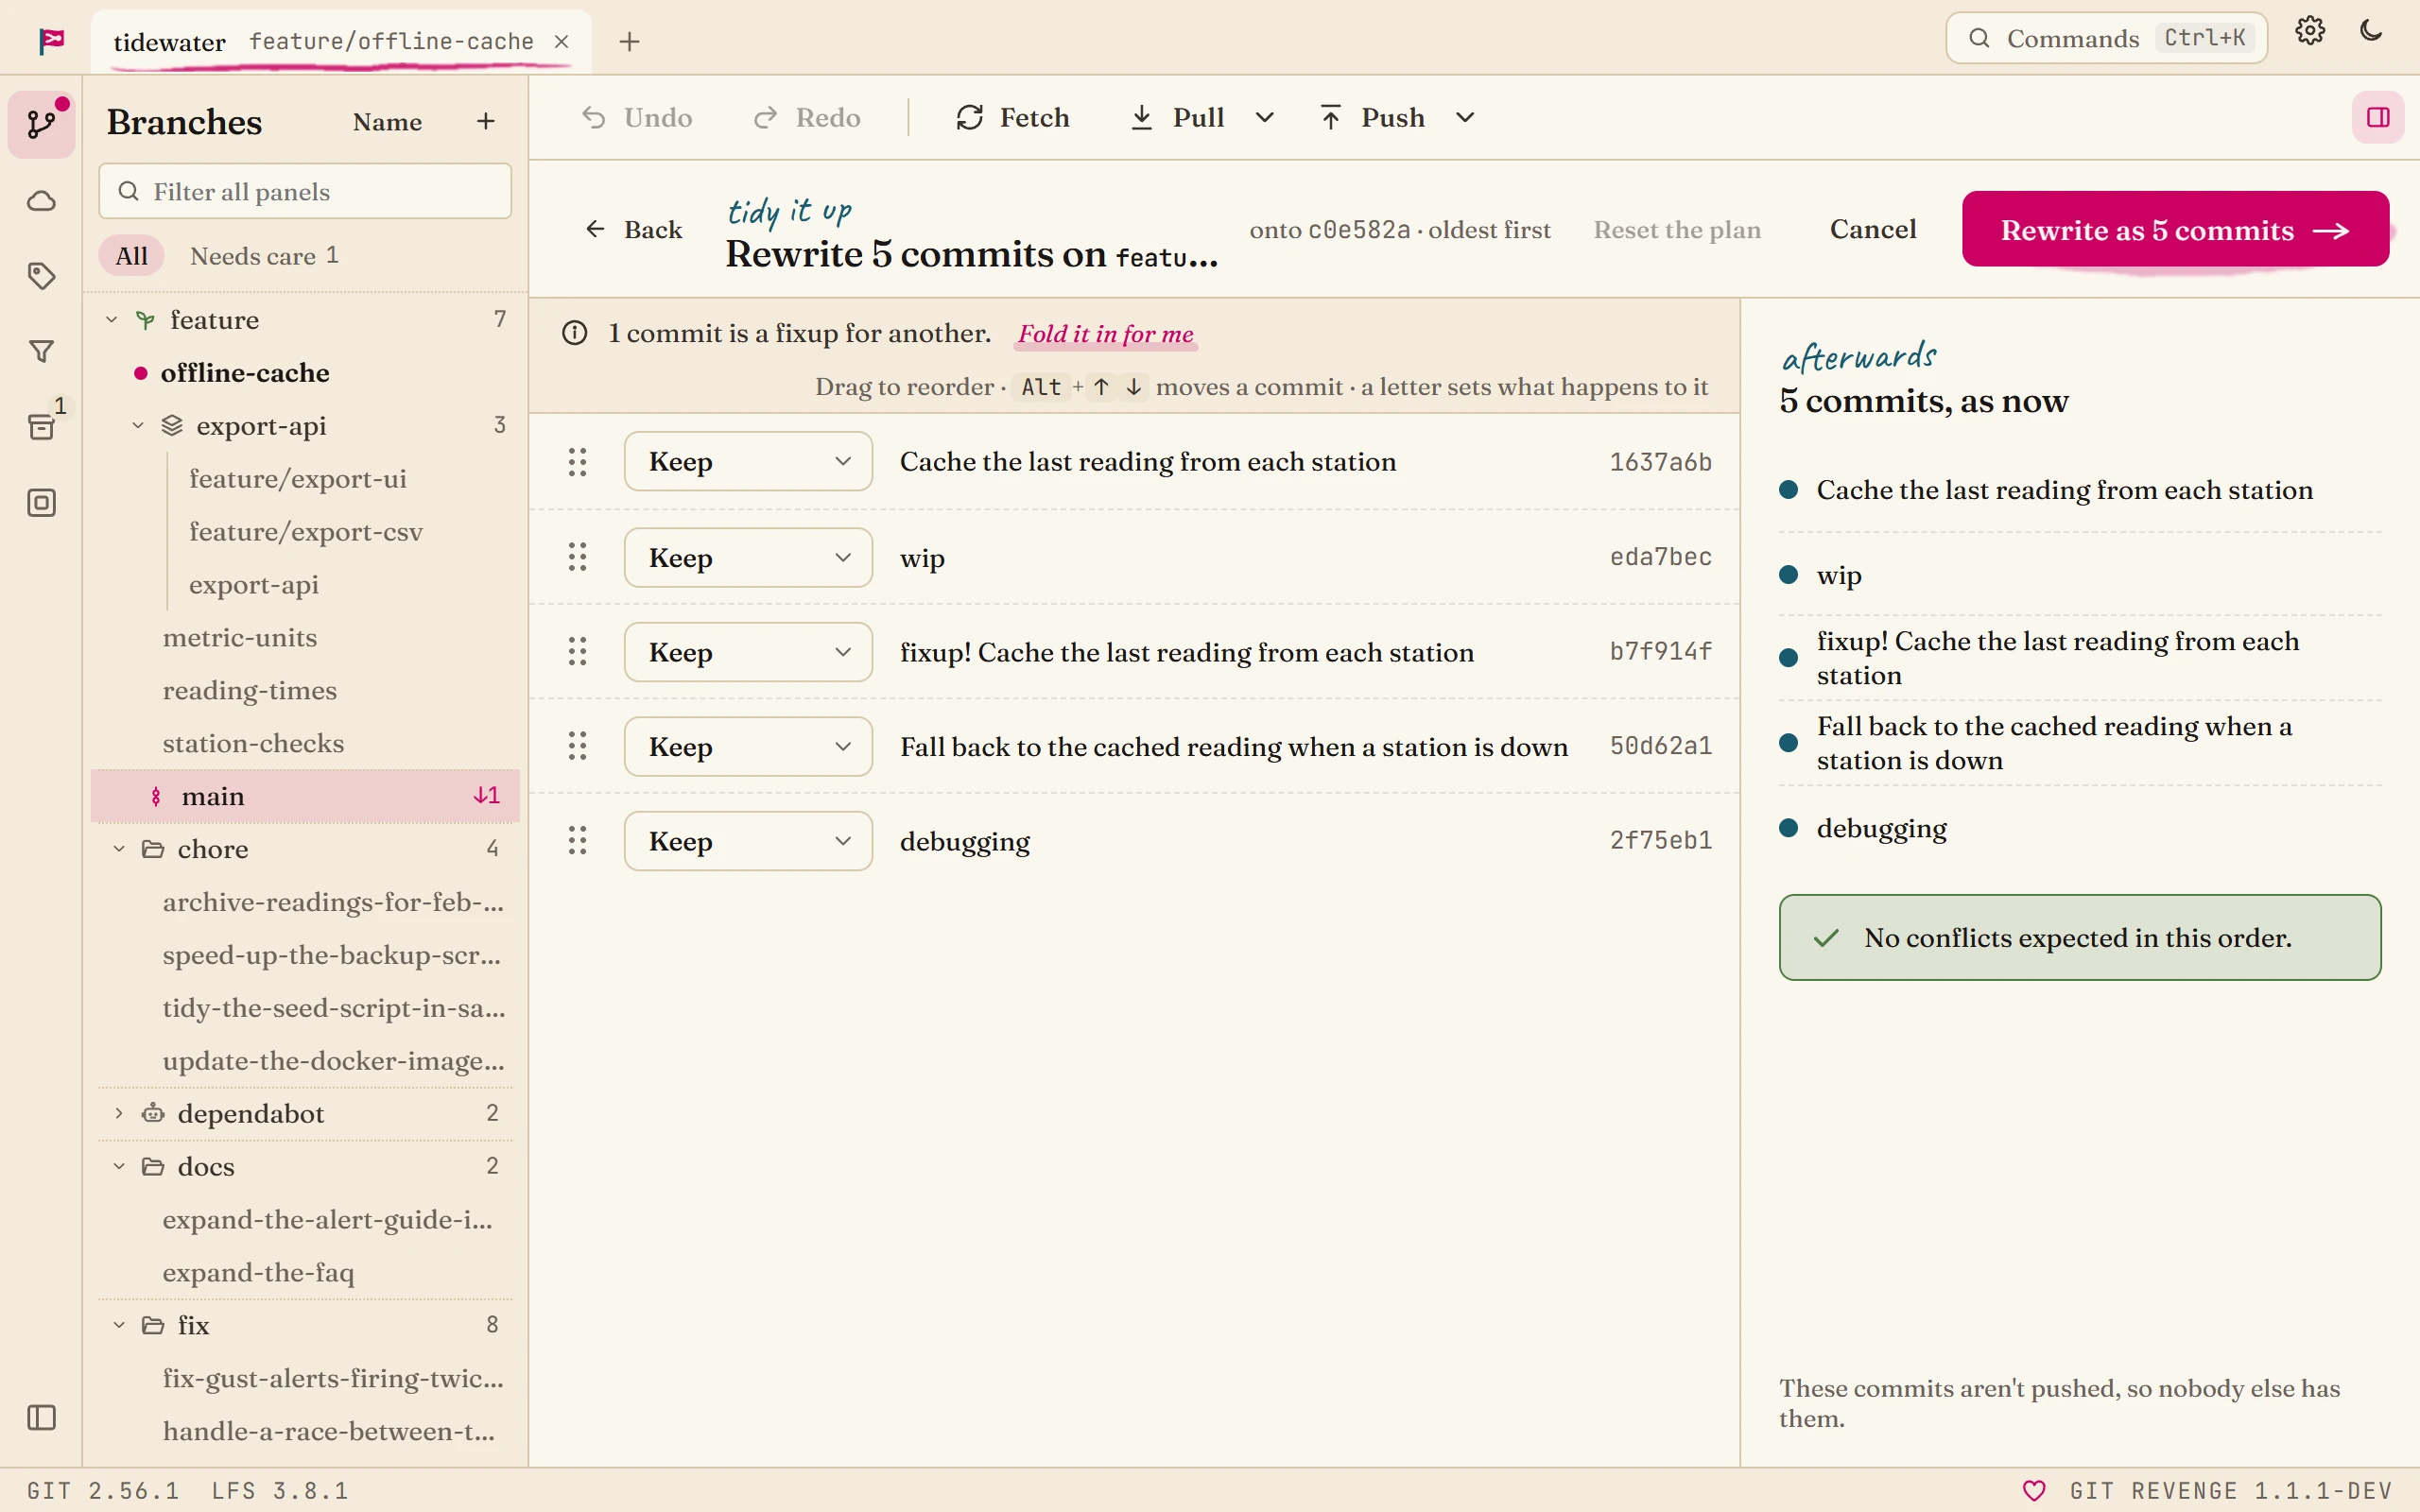 tidewater feature/offline-cache
Commands Ctrl+K
Branches Name
Filter all panels
All Needs care 1
feature 7
offline-cache
export-api 3
feature/export-ui
feature/export-csv
export-api
metric-units
reading-times
station-checks
main ↓1
chore 4
archive-readings-for-feb-...
speed-up-the-backup-scr...
tidy-the-seed-script-in-sa...
update-the-docker-image...
dependabot 2
docs 2
expand-the-alert-guide-i...
expand-the-faq
fix 8
fix-gust-alerts-firing-twic...
handle-a-race-between-t...
1
Undo Redo Fetch Pull Push
Back
tidy it up
Rewrite 5 commits on featu...
onto c0e582a · oldest first
Reset the plan
Cancel
Rewrite as 5 commits
1 commit is a fixup for another. Fold it in for me
Drag to reorder · Alt+↑ ↓ moves a commit · a letter sets what happens to it
Keep Cache the last reading from each station 1637a6b
Keep wip eda7bec
Keep fixup! Cache the last reading from each station b7f914f
Keep Fall back to the cached reading when a station is down 50d62a1
Keep debugging 2f75eb1
afterwards
5 commits, as now
Cache the last reading from each station
wip
fixup! Cache the last reading from each
station
Fall back to the cached reading when a
station is down
debugging
No conflicts expected in this order.
These commits aren't pushed, so nobody else has
them.
GIT 2.56.1 LFS 3.8.1
GIT REVENGE 1.1.1-DEV